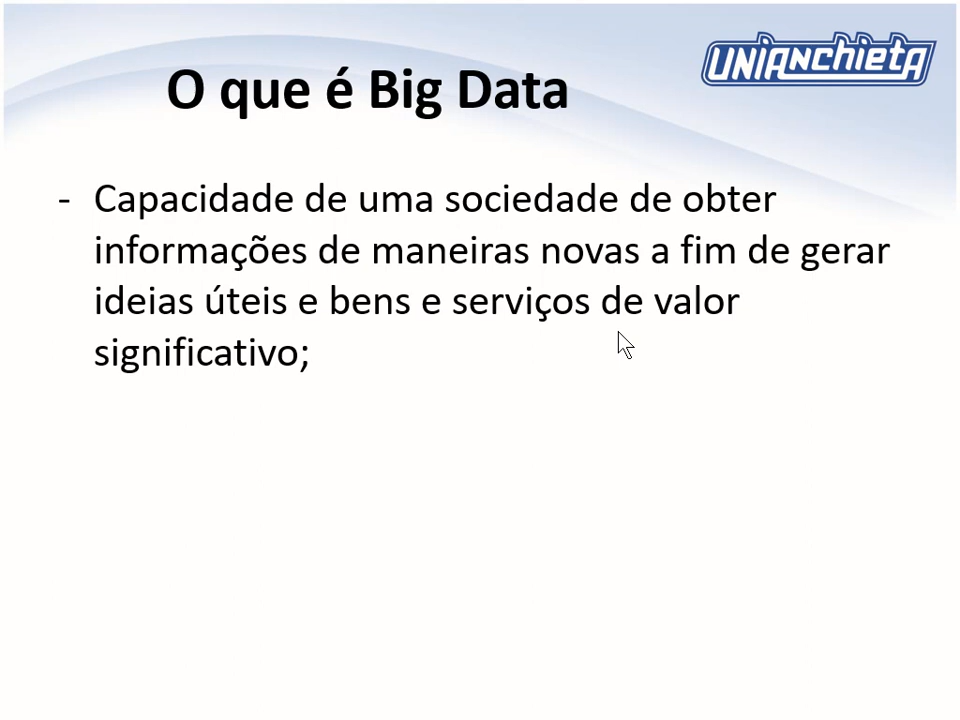 UNIANCHIETA
O que é Big Data
- Capacidade de uma sociedade de obter
informações de maneiras novas a fim de gerar
ideias úteis e bens e serviços de valor
significativo;